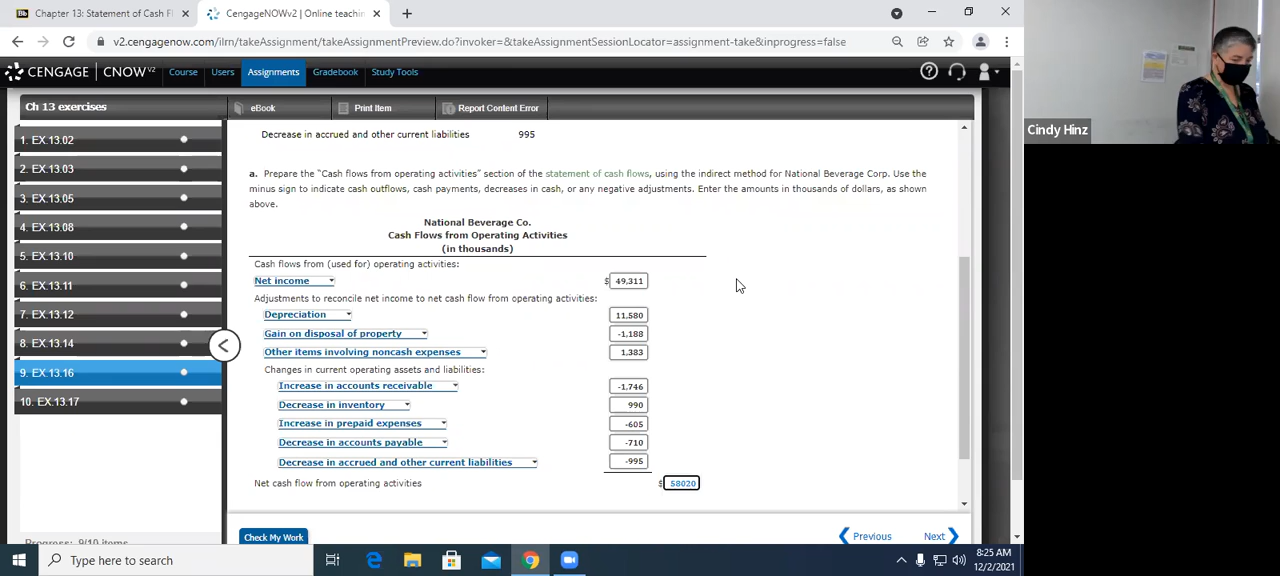 Chapter 13: Statement of Cash F
CengageNOWv2 | Online teachin
v2.cengagenow.com/ilrn/takeAssignment/takeAssignmentPreview.do?invoker=&takeAssignmentSessionLocator=assignment-take&inprogress=false
CENGAGE | CNOWV2 Course Users Assignments Gradebook Study Tools
Ch 13 exercises
eBook Print Item Report Content Error
1. EX.13.02
2. EX.13.03
3. EX.13.05
4. EX.13.08
5. EX.13.10
6. EX.13.11
7. EX.13.12
8. EX.13.14
9. EX.13.16
10. EX.13.17
Progress: 9/10 items
Decrease in accrued and other current liabilities 995
a. Prepare the "Cash flows from operating activities" section of the statement of cash flows, using the indirect method for National Beverage Corp. Use the
minus sign to indicate cash outflows, cash payments, decreases in cash, or any negative adjustments. Enter the amounts in thousands of dollars, as shown
above.
National Beverage Co.
Cash Flows from Operating Activities
(in thousands)
Cash flows from (used for) operating activities:
Net income $ 49,311
Adjustments to reconcile net income to net cash flow from operating activities:
Depreciation 11,580
Gain on disposal of property -1,188
Other items involving noncash expenses 1,383
Changes in current operating assets and liabilities:
Increase in accounts receivable -1,746
Decrease in inventory 990
Increase in prepaid expenses -605
Decrease in accounts payable -710
Decrease in accrued and other current liabilities -995
Net cash flow from operating activities $ 58020
Check My Work
Previous Next
Type here to search
8:25 AM
12/2/2021
Cindy Hinz